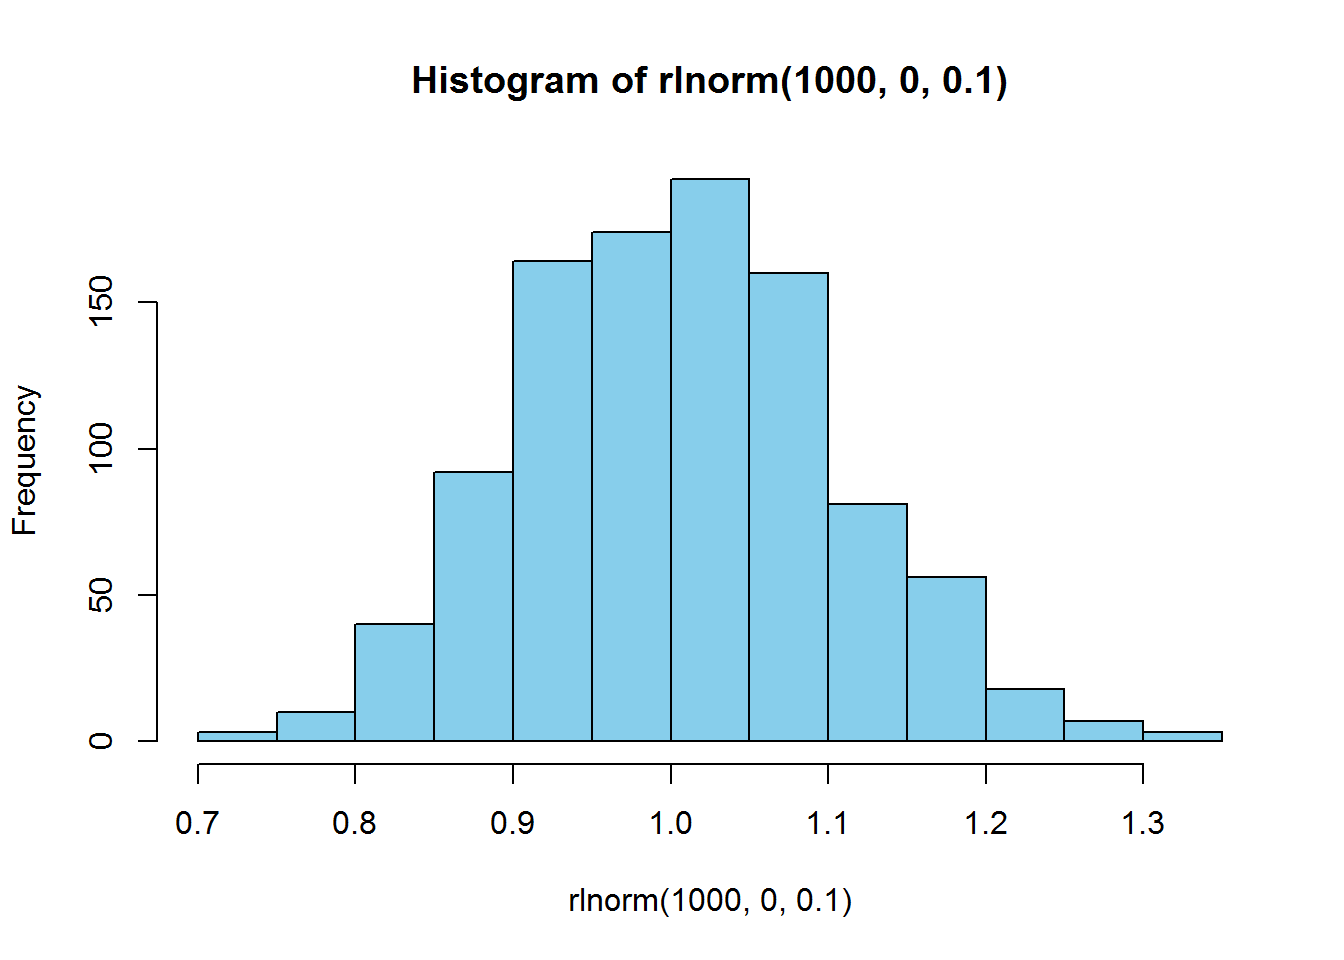 Histogram of rlnorm(1000, 0, 0.1)
Frequency
150
100
50
0
0.7 0.8 0.9 1.0 1.1 1.2 1.3
rlnorm(1000, 0, 0.1)